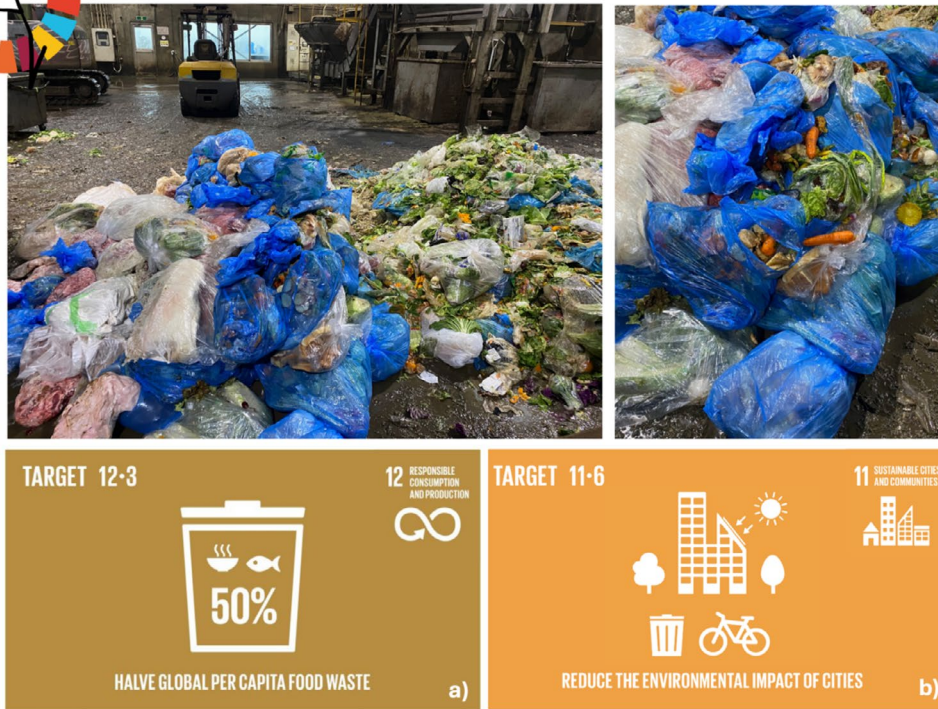 TARGET 12.3
12 RESPONSIBLE
CONSUMPTION
AND PRODUCTION
50%
HALVE GLOBAL PER CAPITA FOOD WASTE
a)
TARGET 11.6
11 SUSTAINABLE CITIES
AND COMMUNITIES
REDUCE THE ENVIRONMENTAL IMPACT OF CITIES
b)